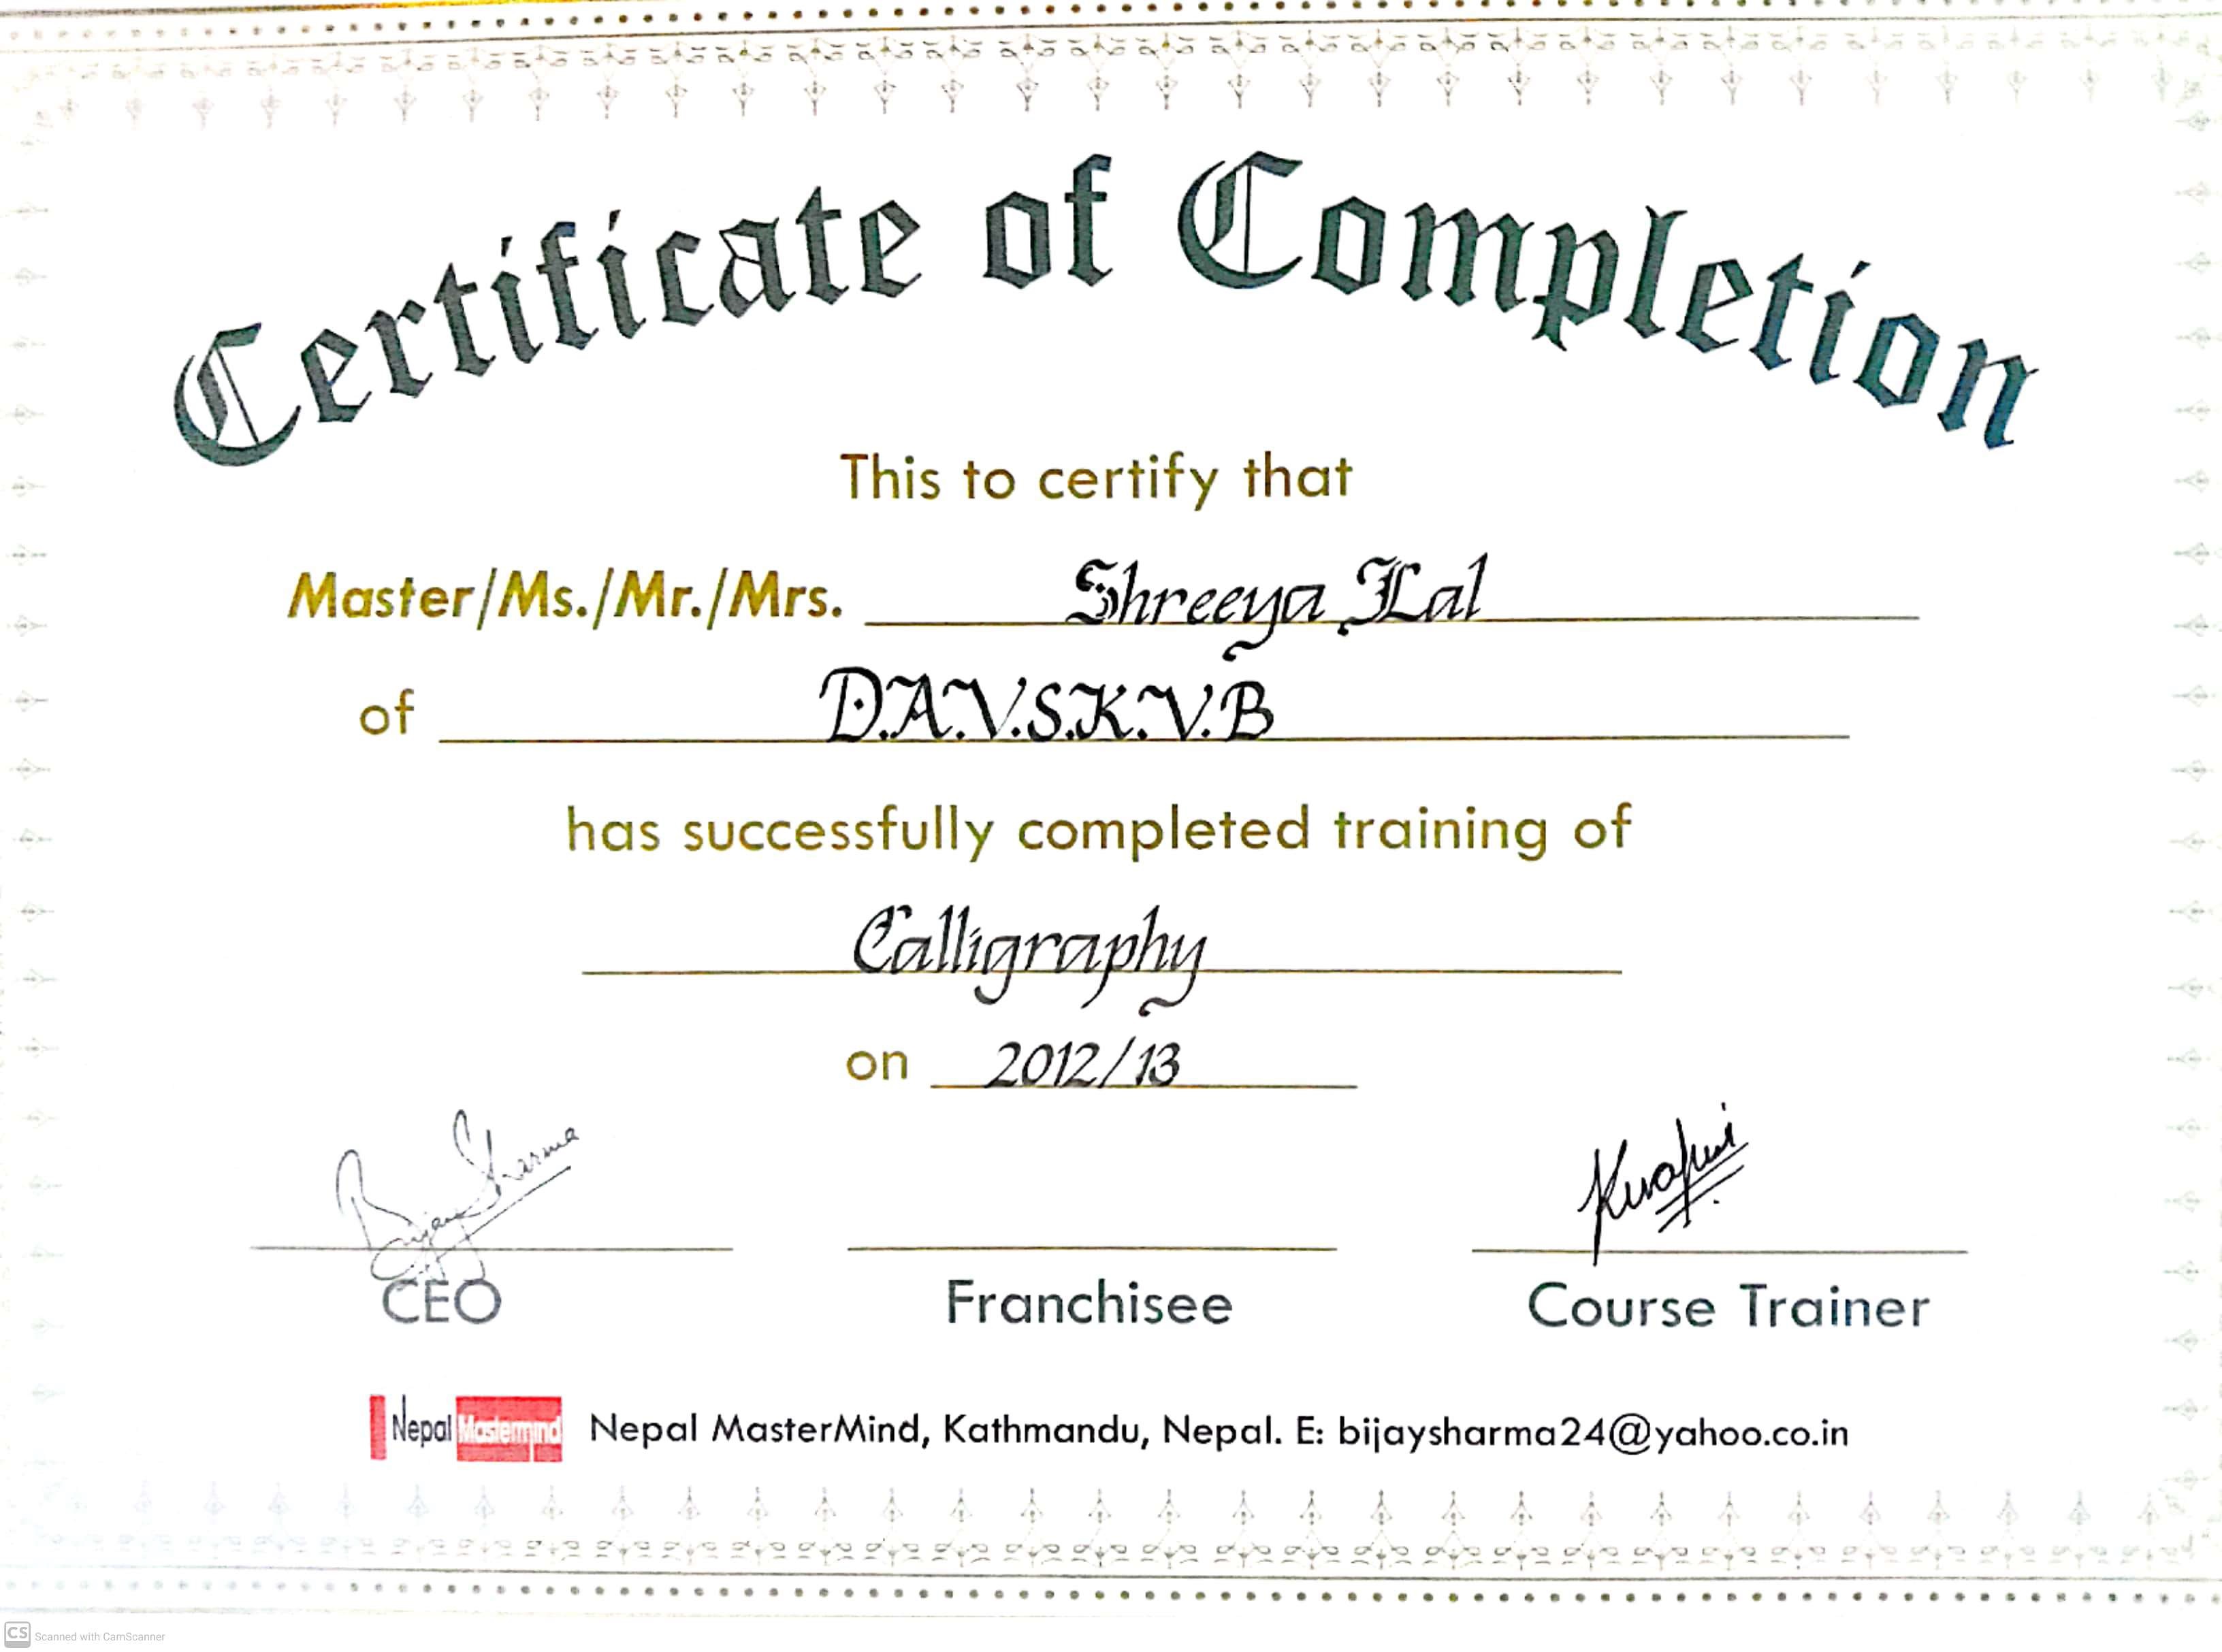 Certificate of Completion
This to certify that
Master/Ms./Mr./Mrs. Shreeya Lal
of D.A.V.S.K.V.B
has successfully completed training of
Calligraphy
on 2012/13
Bijay Sharma
CEO Franchisee Course Trainer
Nepal Mastermind Nepal MasterMind, Kathmandu, Nepal. E: bijaysharma24@yahoo.co.in
CS Scanned with CamScanner